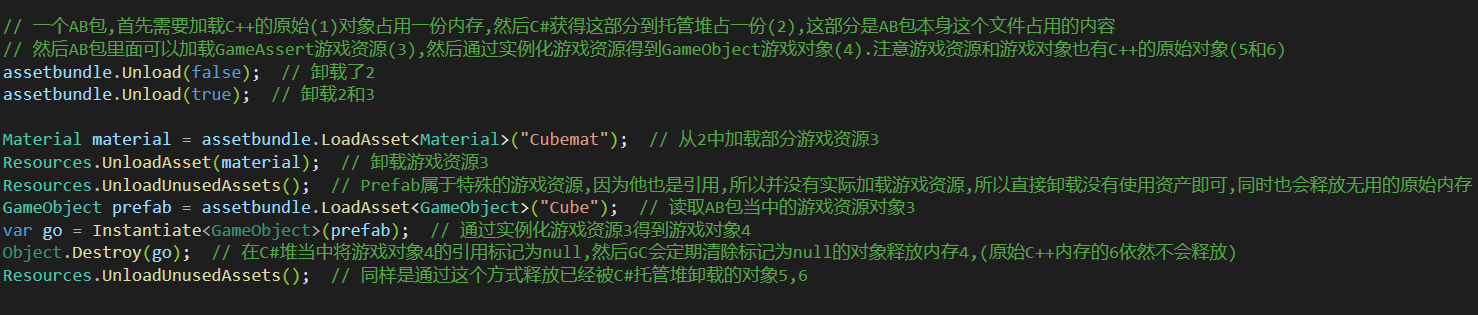 // 一个AB包,首先需要加载C++的原始(1)对象占用一份内存,然后C#获得这部分到托管堆占一份(2),这部分是AB包本身这个文件占用的内容
// 然后AB包里面可以加载GameAssert游戏资源(3),然后通过实例化游戏资源得到GameObject游戏对象(4).注意游戏资源和游戏对象也有C++的原始对象(5和6)
assetbundle.Unload(false);  // 卸载了2
assetbundle.Unload(true);  // 卸载2和3
Material material = assetbundle.LoadAsset<Material>("Cubemat");  // 从2中加载部分游戏资源3
Resources.UnloadAsset(material);  // 卸载游戏资源3
Resources.UnloadUnusedAssets();  // Prefab属于特殊的游戏资源,因为他也是引用,所以并没有实际加载游戏资源,所以直接卸载没有使用资产即可,同时也会释放无用的原始内存
GameObject prefab = assetbundle.LoadAsset<GameObject>("Cube");  // 读取AB包当中的游戏资源对象3
var go = Instantiate<GameObject>(prefab);  // 通过实例化游戏资源3得到游戏对象4
Object.Destroy(go);  // 在C#堆当中将游戏对象4的引用标记为null,然后GC会定期清除标记为null的对象释放内存4,(原始C++内存的6依然不会释放)
Resources.UnloadUnusedAssets();  // 同样是通过这个方式释放已经被C#托管堆卸载的对象5,6